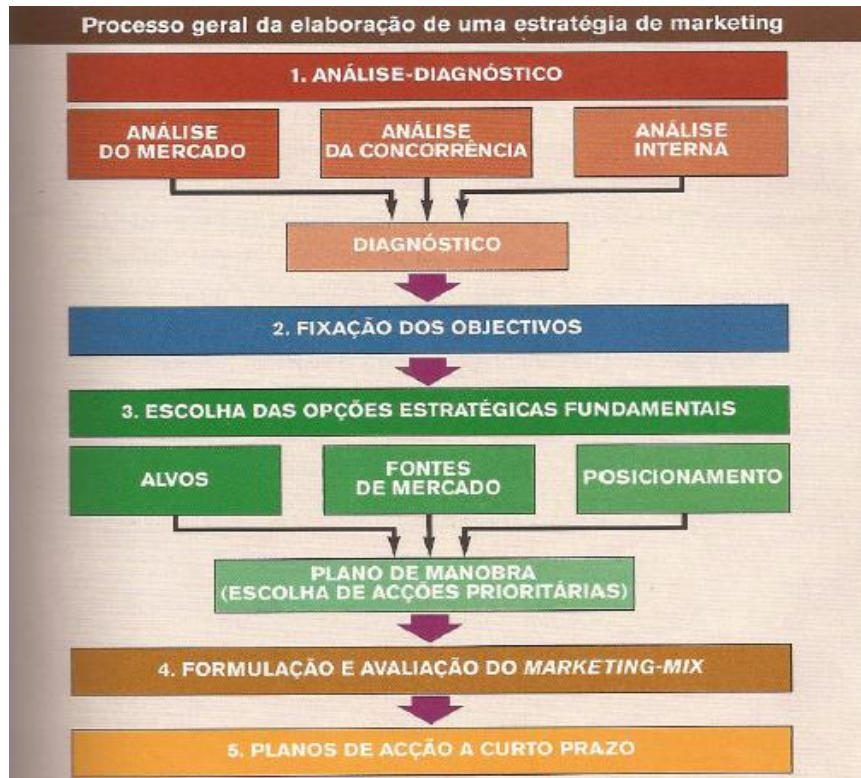 Processo geral da elaboração de uma estratégia de marketing
1. ANÁLISE-DIAGNÓSTICO
ANÁLISE
DO MERCADO
ANÁLISE
DA CONCORRÊNCIA
ANÁLISE
INTERNA
DIAGNÓSTICO
2. FIXAÇÃO DOS OBJECTIVOS
3. ESCOLHA DAS OPÇÕES ESTRATÉGICAS FUNDAMENTAIS
ALVOS
FONTES
DE MERCADO
POSICIONAMENTO
PLANO DE MANOBRA
(ESCOLHA DE ACÇÕES PRIORITÁRIAS)
4. FORMULAÇÃO E AVALIAÇÃO DO MARKETING-MIX
5. PLANOS DE ACÇÃO A CURTO PRAZO